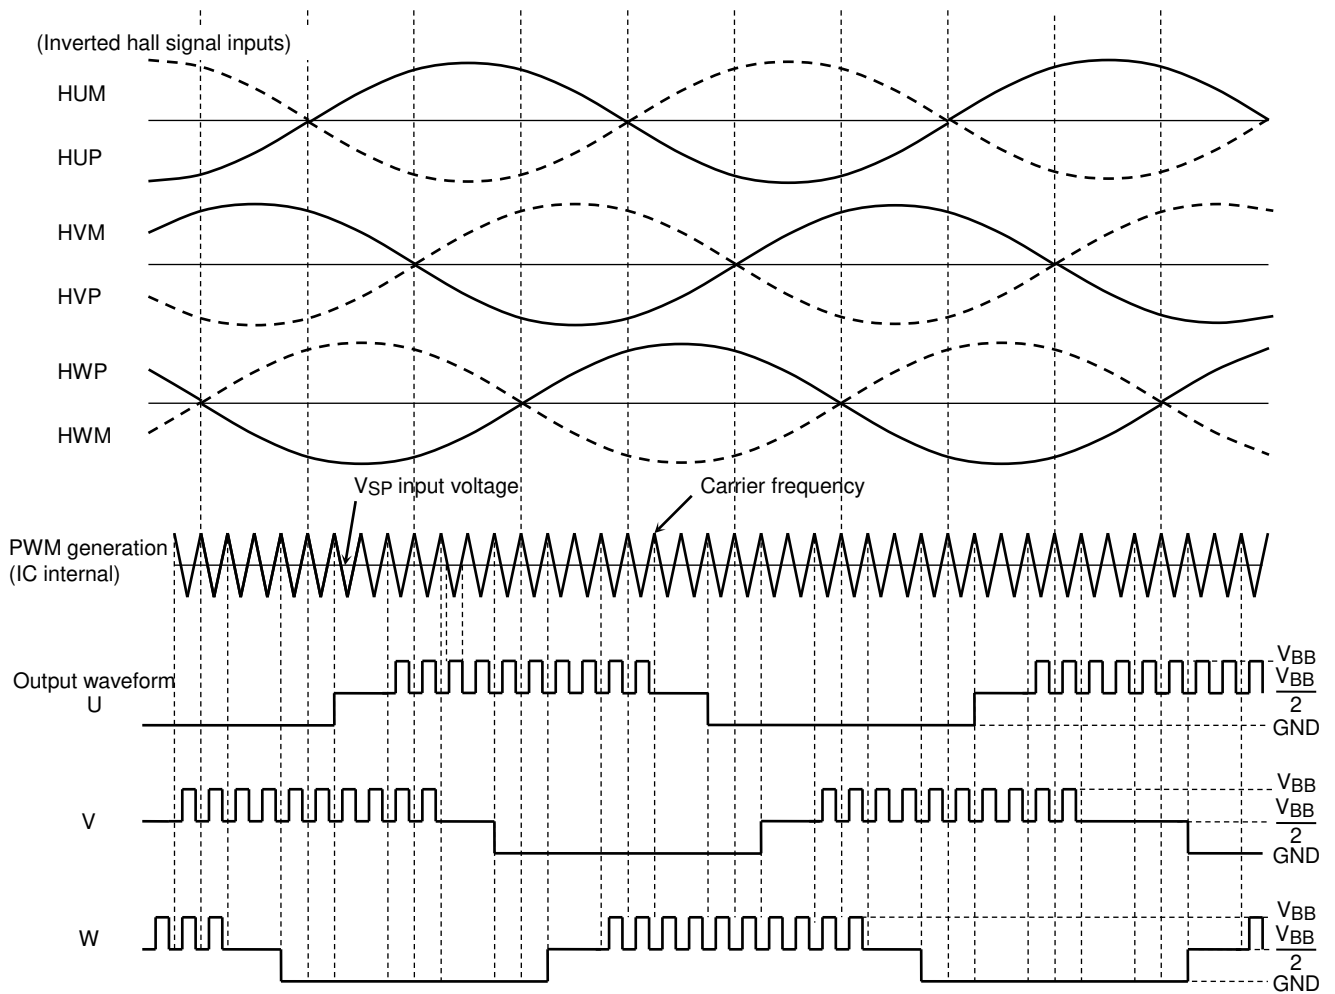 (Inverted hall signal inputs)
HUM
HUP
HVM
HVP
HWP
HWM
VSP input voltage
Carrier frequency
PWM generation
(IC internal)
Output waveform
U
VBB
VBB
2
GND
V
VBB
VBB
2
GND
W
VBB
VBB
2
GND